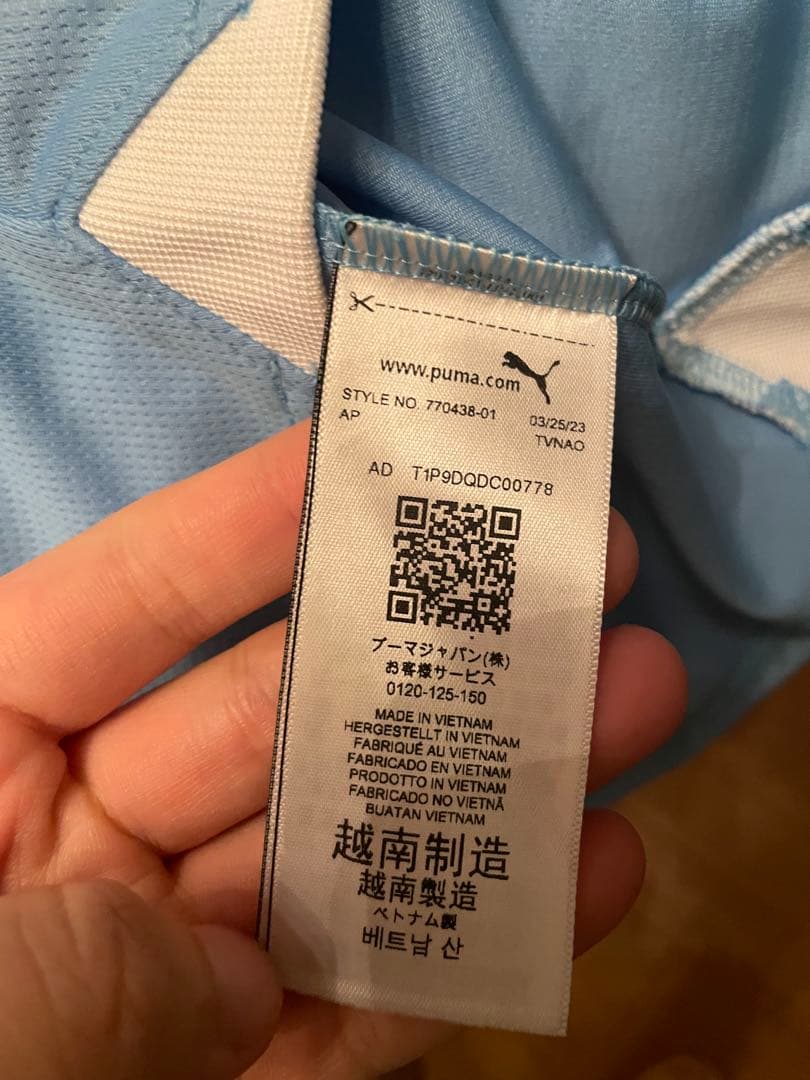 www.puma.com
STYLE NO. 770438-01 03/25/23
AP TVNAO
AD T1P9DQDC00778
プーマジャパン(株)
お客様サービス
0120-125-150
MADE IN VIETNAM
HERGESTELLT IN VIETNAM
FABRIQUÉ AU VIETNAM
FABRICADO EN VIETNAM
PRODOTTO IN VIETNAM
FABRICADO NO VIETNÃ
BUATAN VIETNAM
越南制造
越南製造
ベトナム製
베트남 산